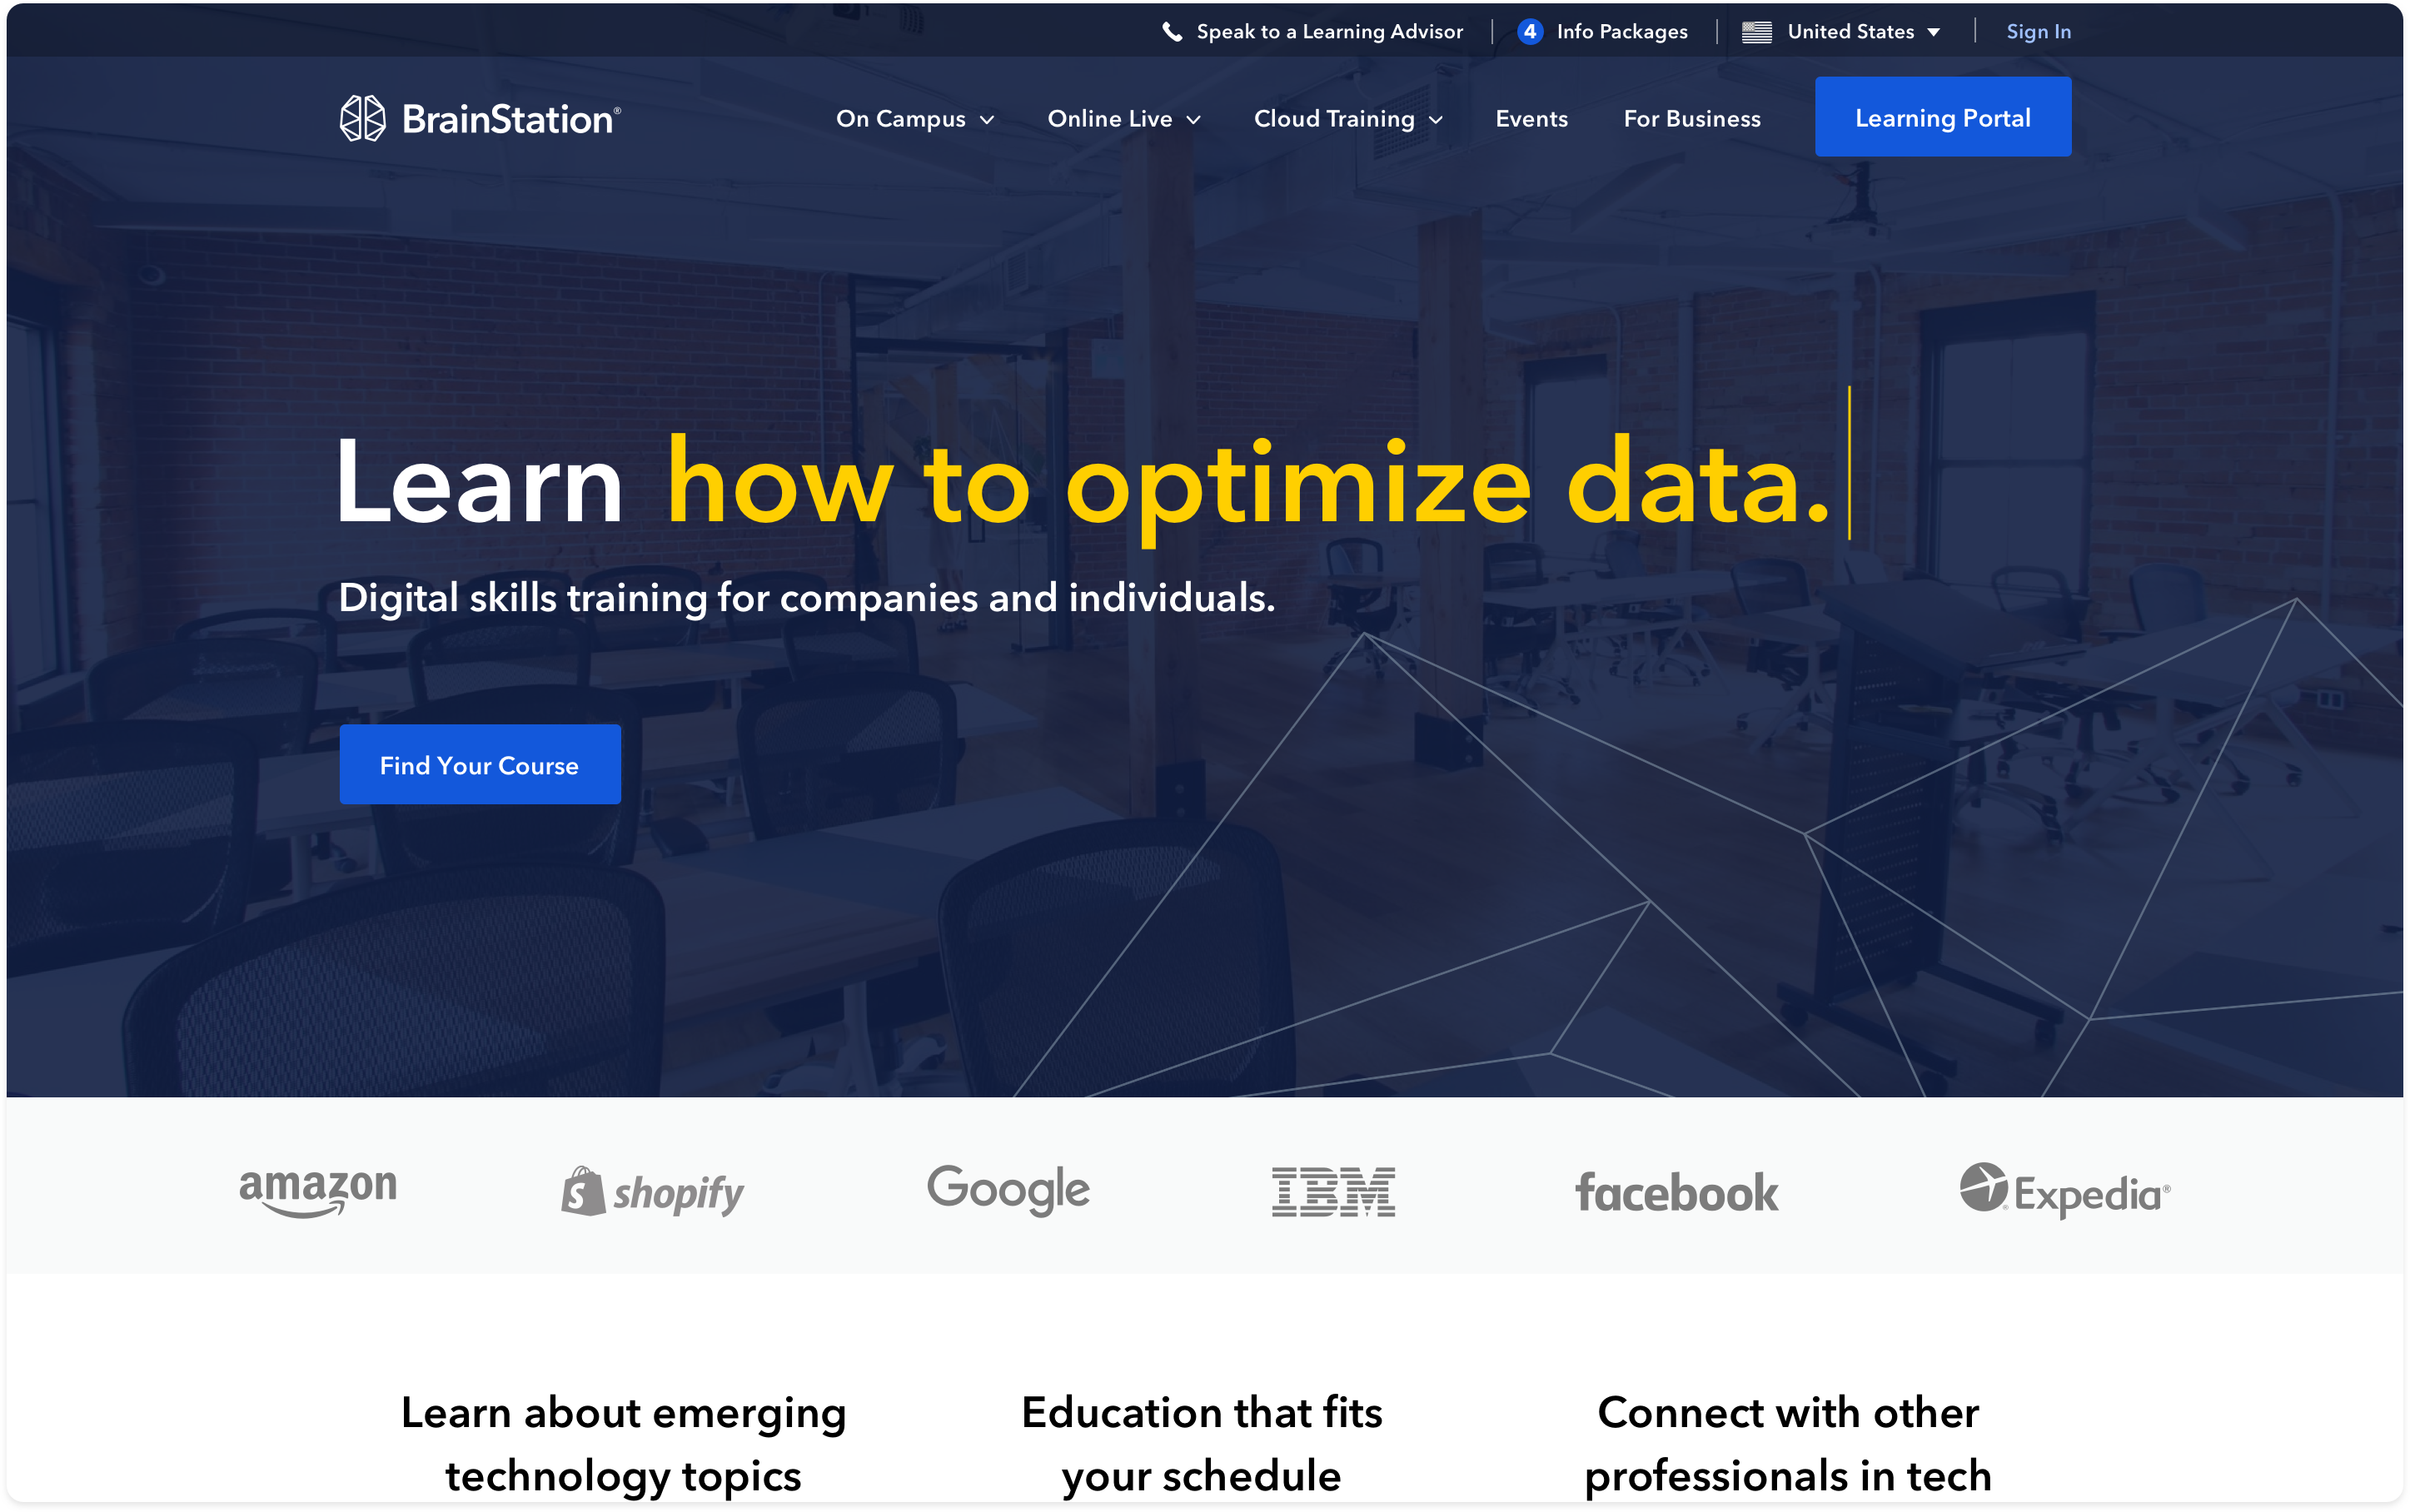 Speak to a Learning Advisor
4 Info Packages
United States
Sign In
BrainStation®
On Campus
Online Live
Cloud Training
Events
For Business
Learning Portal
Learn how to optimize data.
Digital skills training for companies and individuals.
Find Your Course
amazon
shopify
Google
IBM
facebook
Expedia®
Learn about emerging
technology topics
Education that fits
your schedule
Connect with other
professionals in tech